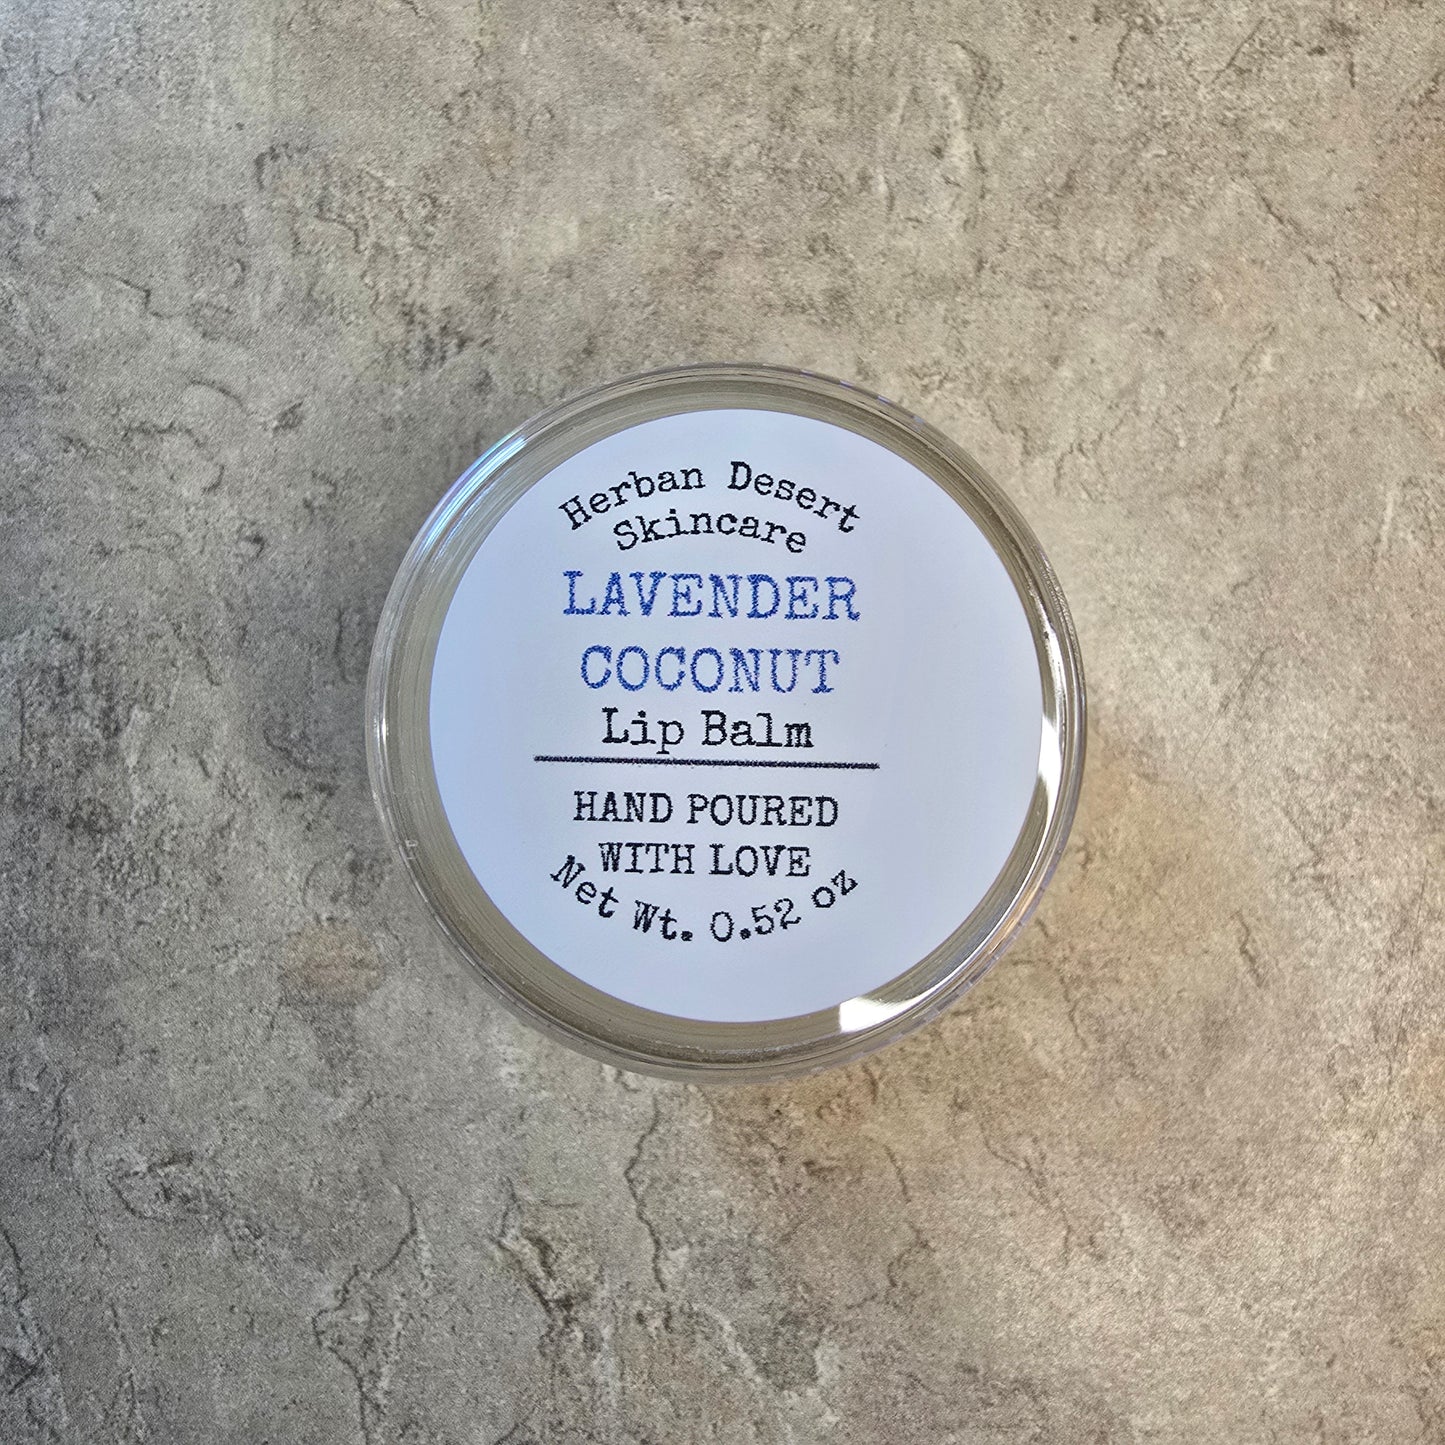 Herban Desert
Skincare
LAVENDER
COCONUT
Lip Balm
HAND POURED
WITH LOVE
Net Wt. 0.52 oz